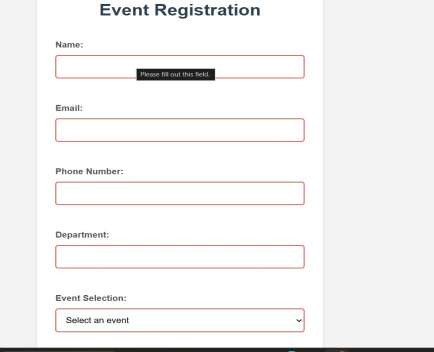 Event Registration
Name:
Please fill out this field.
Email:
Phone Number:
Department:
Event Selection:
Select an event